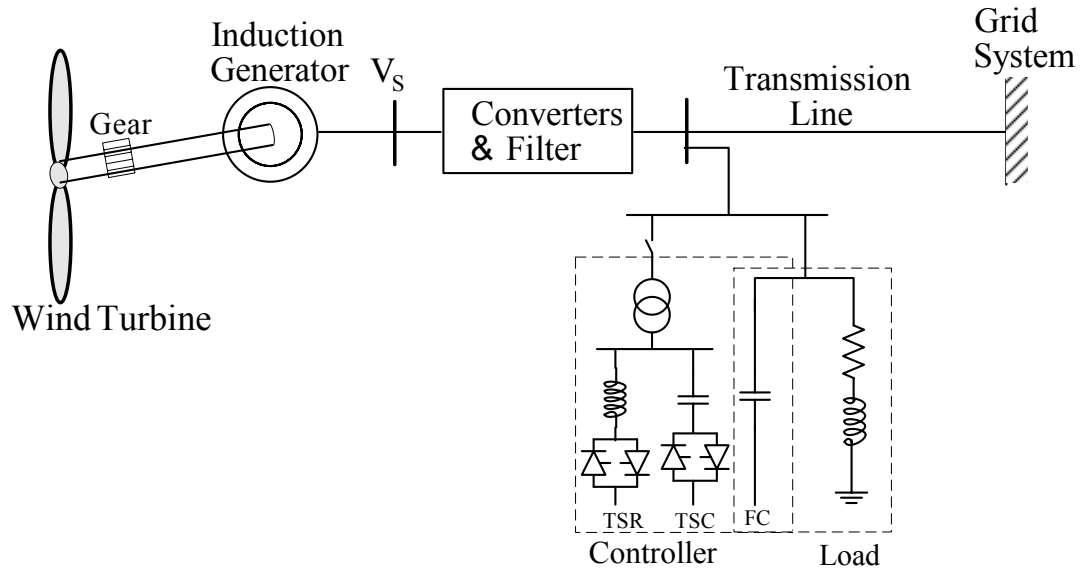 Induction
Generator
V_S
Grid
System
Transmission
Line
Gear
Converters
& Filter
Wind Turbine
TSR
TSC
FC
Controller
Load